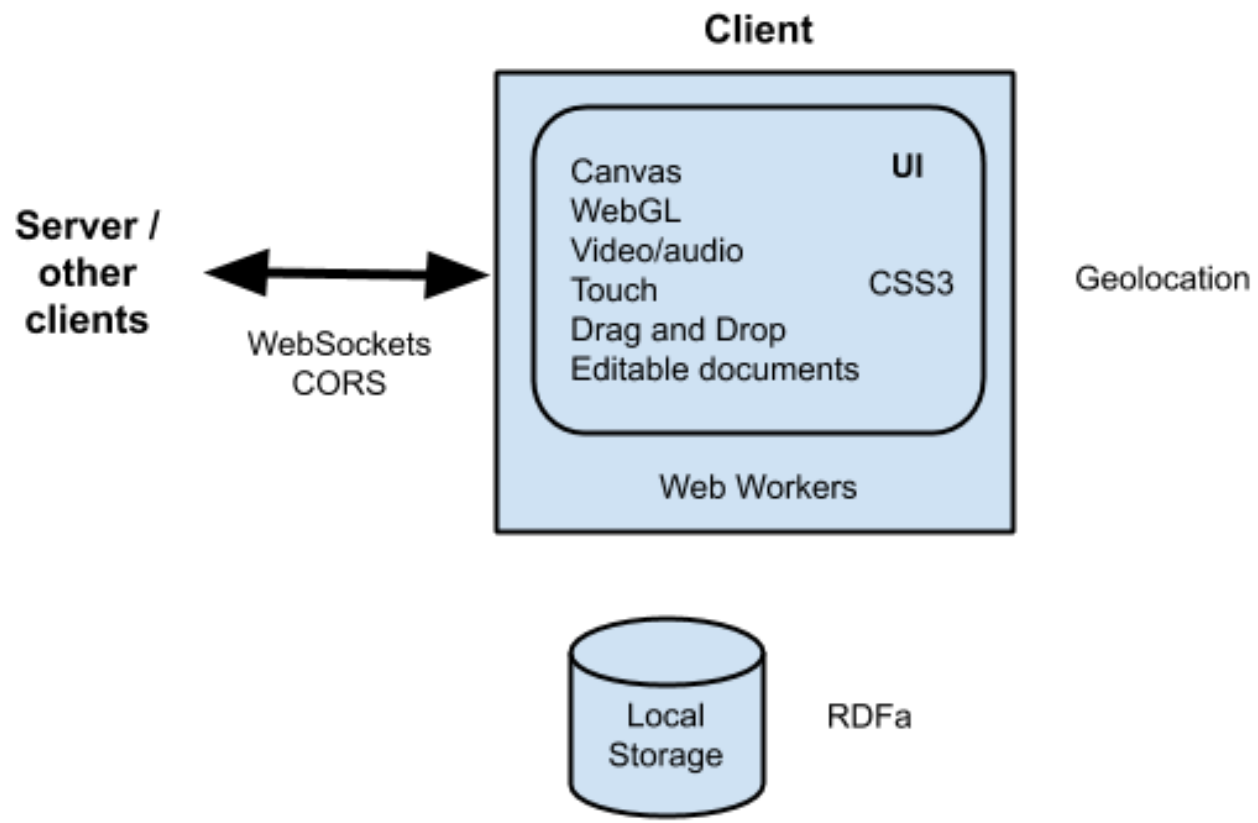 Client
UI
Canvas
WebGL
Video/audio
Touch
Drag and Drop
Editable documents
CSS3
Server /
other
clients
WebSockets
CORS
Geolocation
Web Workers
Local
Storage
RDFa